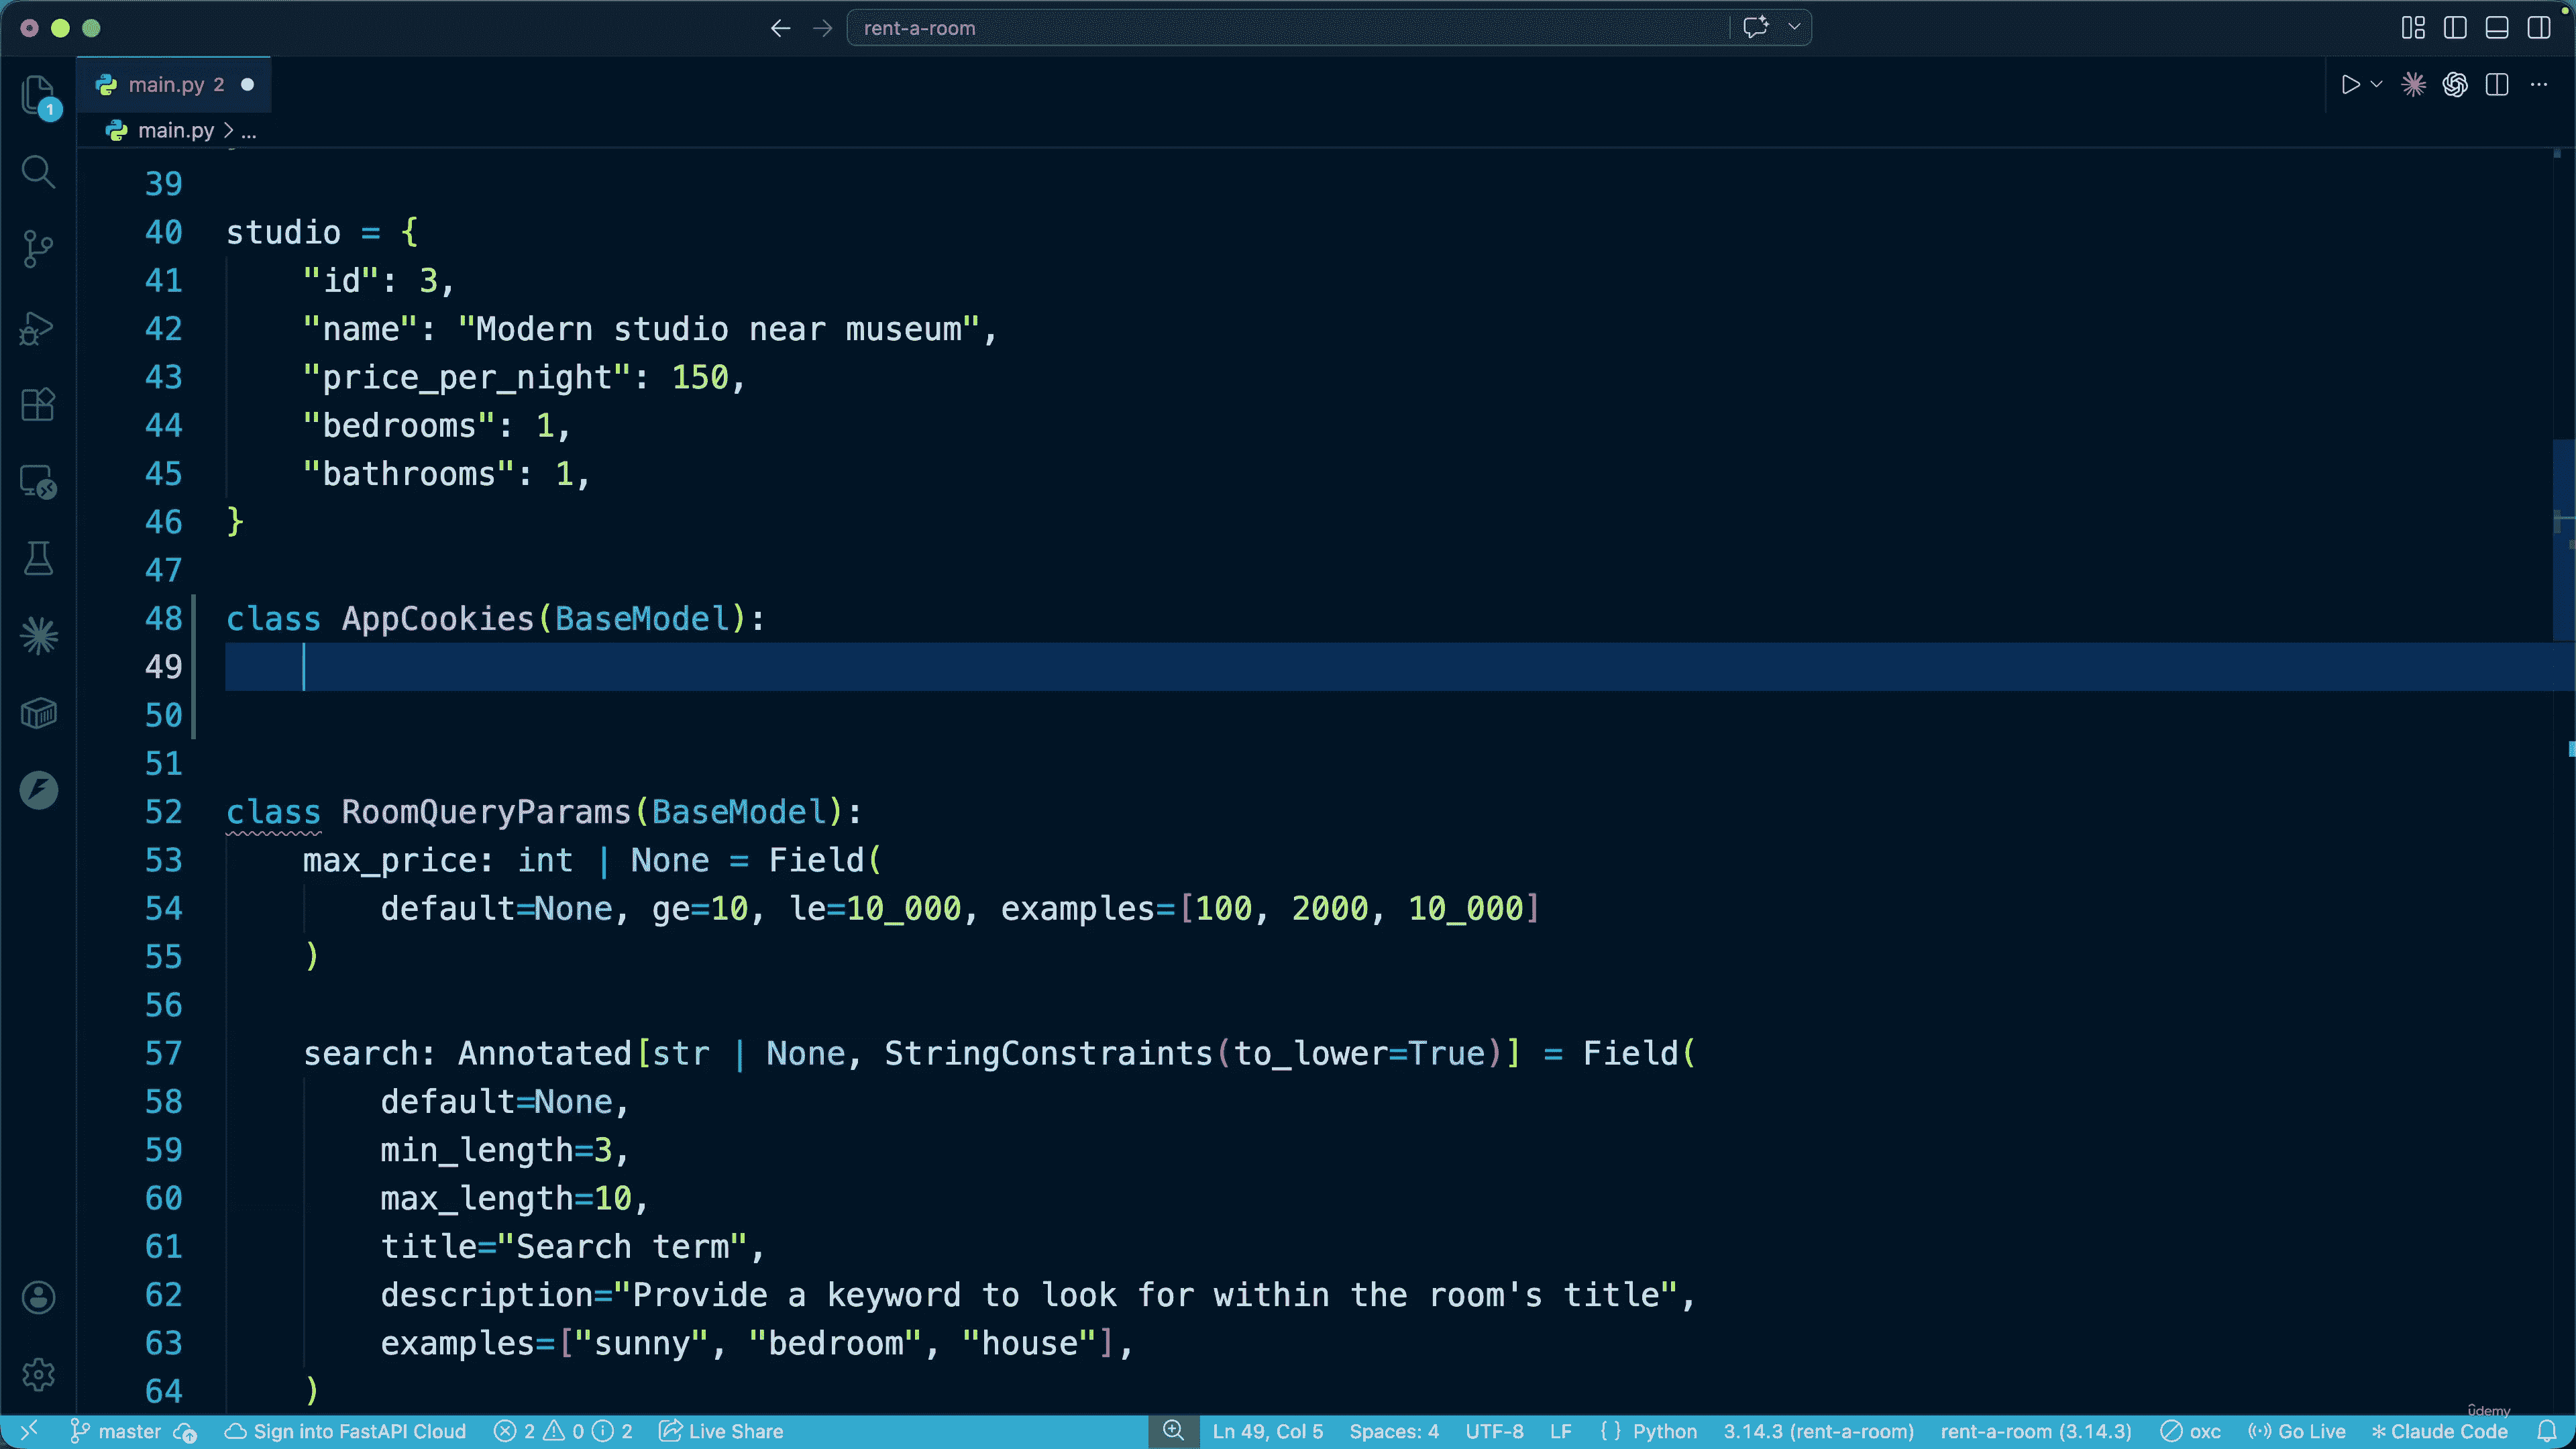 rent-a-room
main.py 2
1
main.py > ...
39
40 studio = {
41 "id": 3,
42 "name": "Modern studio near museum",
43 "price_per_night": 150,
44 "bedrooms": 1,
45 "bathrooms": 1,
46 }
47
48 class AppCookies(BaseModel):
49
50
51
52 class RoomQueryParams(BaseModel):
53 max_price: int | None = Field(
54 default=None, ge=10, le=10_000, examples=[100, 2000, 10_000]
55 )
56
57 search: Annotated[str | None, StringConstraints(to_lower=True)] = Field(
58 default=None,
59 min_length=3,
60 max_length=10,
61 title="Search term",
62 description="Provide a keyword to look for within the room's title",
63 examples=["sunny", "bedroom", "house"],
64 )
udemy
master Sign into FastAPI Cloud 2 0 2 Live Share Ln 49, Col 5 Spaces: 4 UTF-8 LF { } Python 3.14.3 (rent-a-room) rent-a-room (3.14.3) oxc Go Live Claude Code